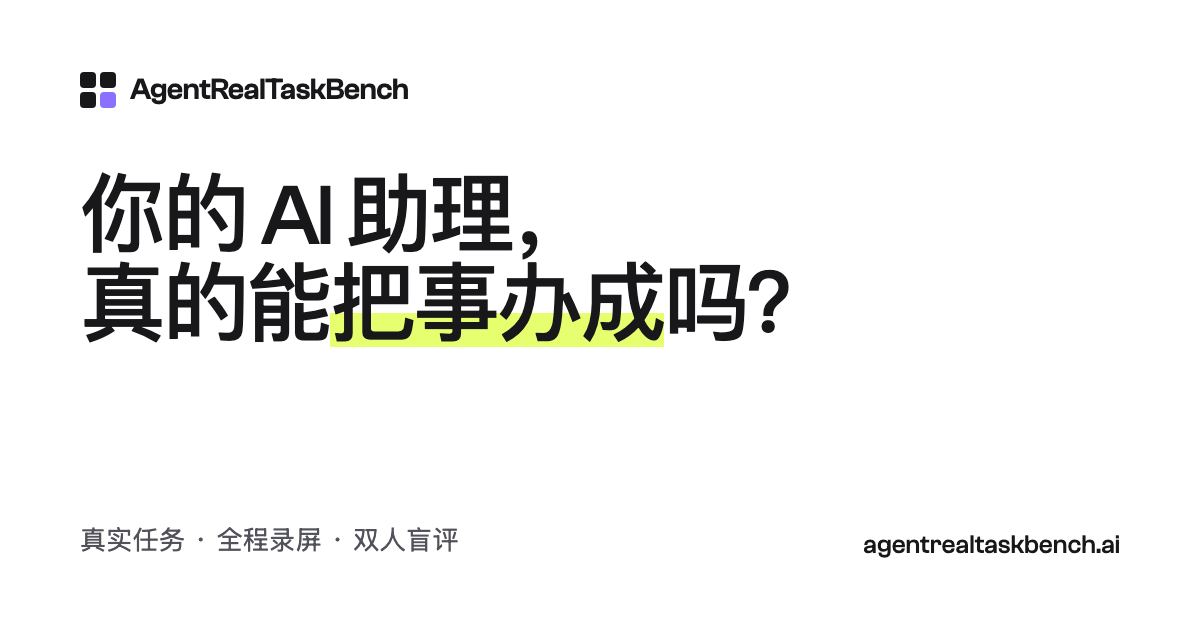 AgentRealTaskBench
你的 AI 助理，
真的能把事办成吗？
真实任务 · 全程录屏 · 双人盲评
agentrealtaskbench.ai